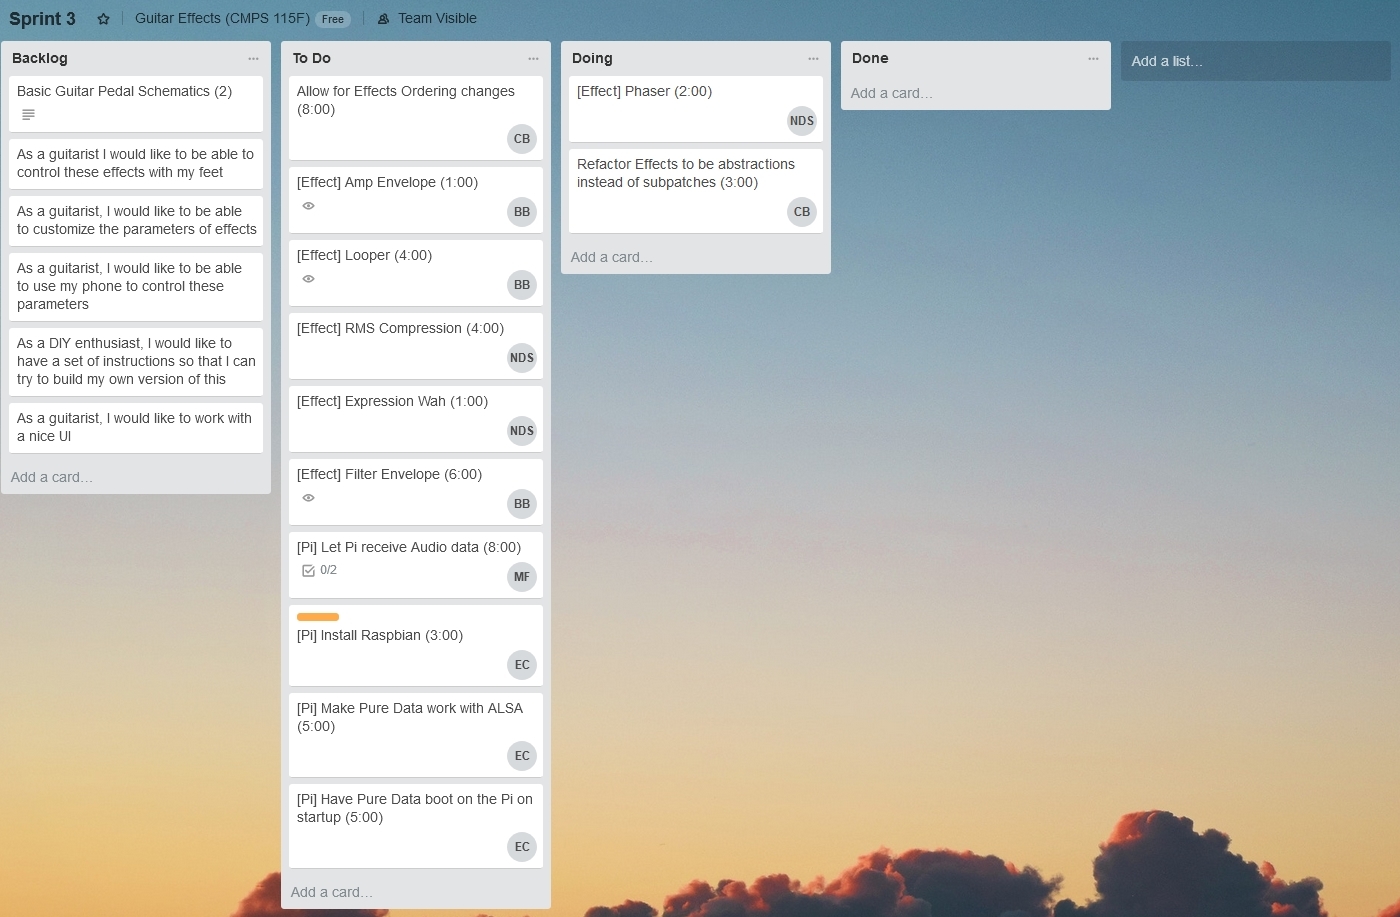 Sprint 3
Guitar Effects (CMPS 115F) Free
Team Visible
Backlog
Basic Guitar Pedal Schematics (2)
As a guitarist I would like to be able to
control these effects with my feet
As a guitarist, I would like to be able
to customize the parameters of effects
As a guitarist, I would like to be able
to use my phone to control these
parameters
As a DIY enthusiast, I would like to
have a set of instructions so that I can
try to build my own version of this
As a guitarist, I would like to work with
a nice UI
Add a card…
To Do
Allow for Effects Ordering changes
(8:00)
CB
[Effect] Amp Envelope (1:00)
BB
[Effect] Looper (4:00)
BB
[Effect] RMS Compression (4:00)
NDS
[Effect] Expression Wah (1:00)
NDS
[Effect] Filter Envelope (6:00)
BB
[Pi] Let Pi receive Audio data (8:00)
0/2
MF
[Pi] Install Raspbian (3:00)
EC
[Pi] Make Pure Data work with ALSA
(5:00)
EC
[Pi] Have Pure Data boot on the Pi on
startup (5:00)
EC
Add a card…
Doing
[Effect] Phaser (2:00)
NDS
Refactor Effects to be abstractions
instead of subpatches (3:00)
CB
Add a card…
Done
Add a card…
Add a list…